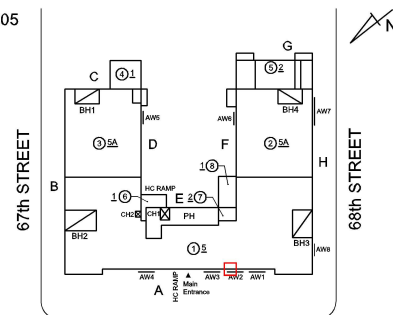 05
N
G
⑤ 2
C
④ 1
BH1
BH4
AW5
AW6
AW7
③ 5A
② 5A
D
F
H
67th STREET
68th STREET
B
1 ⑧
HC RAMP
1 ⑥
E 2 ⑦
CH2
CH1
PH
BH2
BH3
① 5
AW8
AW4
AW3
AW2
AW1
A
HC RAMP
Main
Entrance